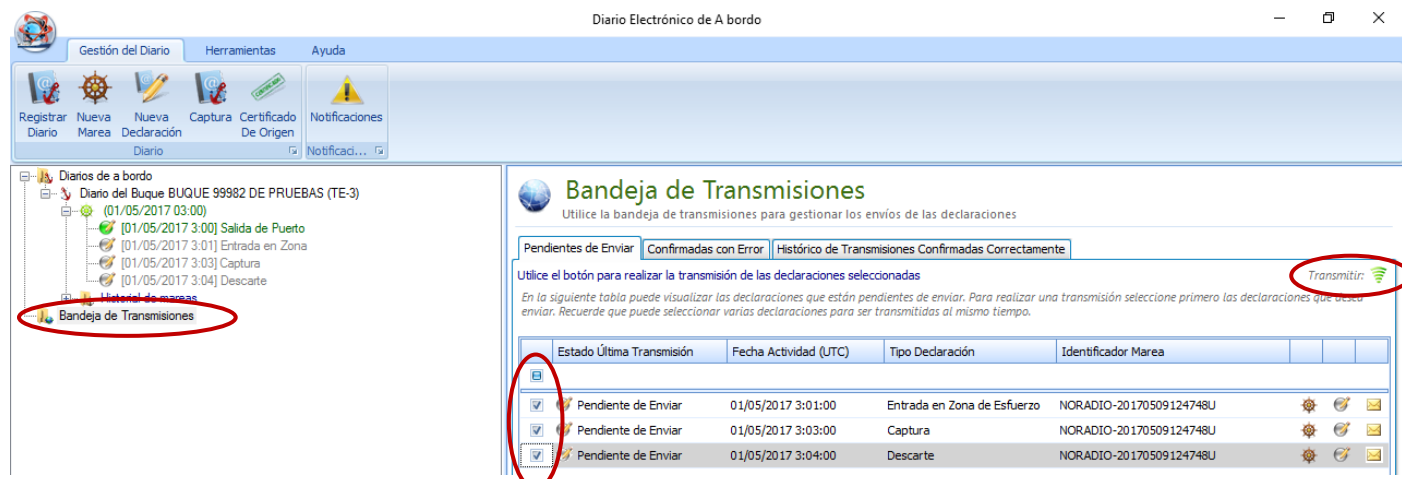 Diario Electrónico de A bordo
Gestión del Diario Herramientas Ayuda
Registrar Diario
Nueva Marea
Nueva Declaración
Captura
Certificado De Origen
Notificaciones
Diario
Notificaci...
Diarios de a bordo
Diario del Buque BUQUE 99982 DE PRUEBAS (TE-3)
(01/05/2017 03:00)
[01/05/2017 3:00] Salida de Puerto
[01/05/2017 3:01] Entrada en Zona
[01/05/2017 3:03] Captura
[01/05/2017 3:04] Descarte
Historial de mareas
Bandeja de Transmisiones
Bandeja de Transmisiones
Utilice la bandeja de transmisiones para gestionar los envíos de las declaraciones
Pendientes de Enviar Confirmadas con Error Histórico de Transmisiones Confirmadas Correctamente
Utilice el botón para realizar la transmisión de las declaraciones seleccionadas
Transmitir:
En la siguiente tabla puede visualizar las declaraciones que están pendientes de enviar. Para realizar una transmisión seleccione primero las declaraciones que desea
enviar. Recuerde que puede seleccionar varias declaraciones para ser transmitidas al mismo tiempo.
Estado Última Transmisión Fecha Actividad (UTC) Tipo Declaración Identificador Marea
Pendiente de Enviar 01/05/2017 3:01:00 Entrada en Zona de Esfuerzo NORADIO-20170509124748U
Pendiente de Enviar 01/05/2017 3:03:00 Captura NORADIO-20170509124748U
Pendiente de Enviar 01/05/2017 3:04:00 Descarte NORADIO-20170509124748U